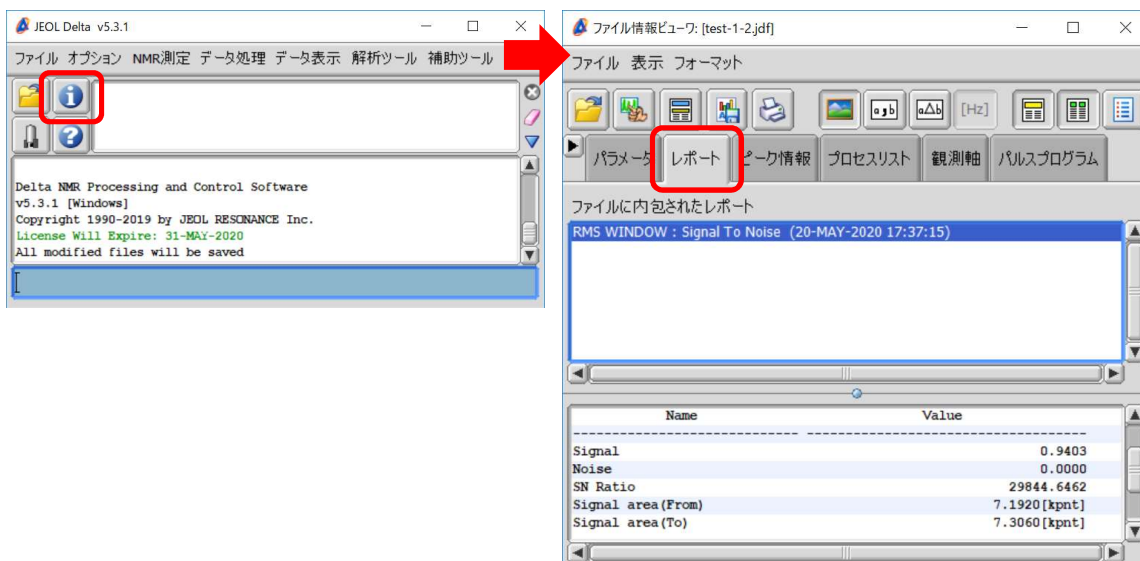 JEOL Delta v5.3.1
ファイル オプション NMR測定 データ処理 データ表示 解析ツール 補助ツール
Delta NMR Processing and Control Software
v5.3.1 [Windows]
Copyright 1990-2019 by JEOL RESONANCE Inc.
License Will Expire: 31-MAY-2020
All modified files will be saved
ファイル情報ビューワ: [test-1-2.jdf]
ファイル 表示 フォーマット
[Hz]
パラメータ レポート ピーク情報 プロセスリスト 観測軸 パルスプログラム
ファイルに内包されたレポート
RMS WINDOW : Signal To Noise (20-MAY-2020 17:37:15)
Name Value
---------------------------- -----------------------------------
Signal 0.9403
Noise 0.0000
SN Ratio 29844.6462
Signal area(From) 7.1920[kpnt]
Signal area(To) 7.3060[kpnt]